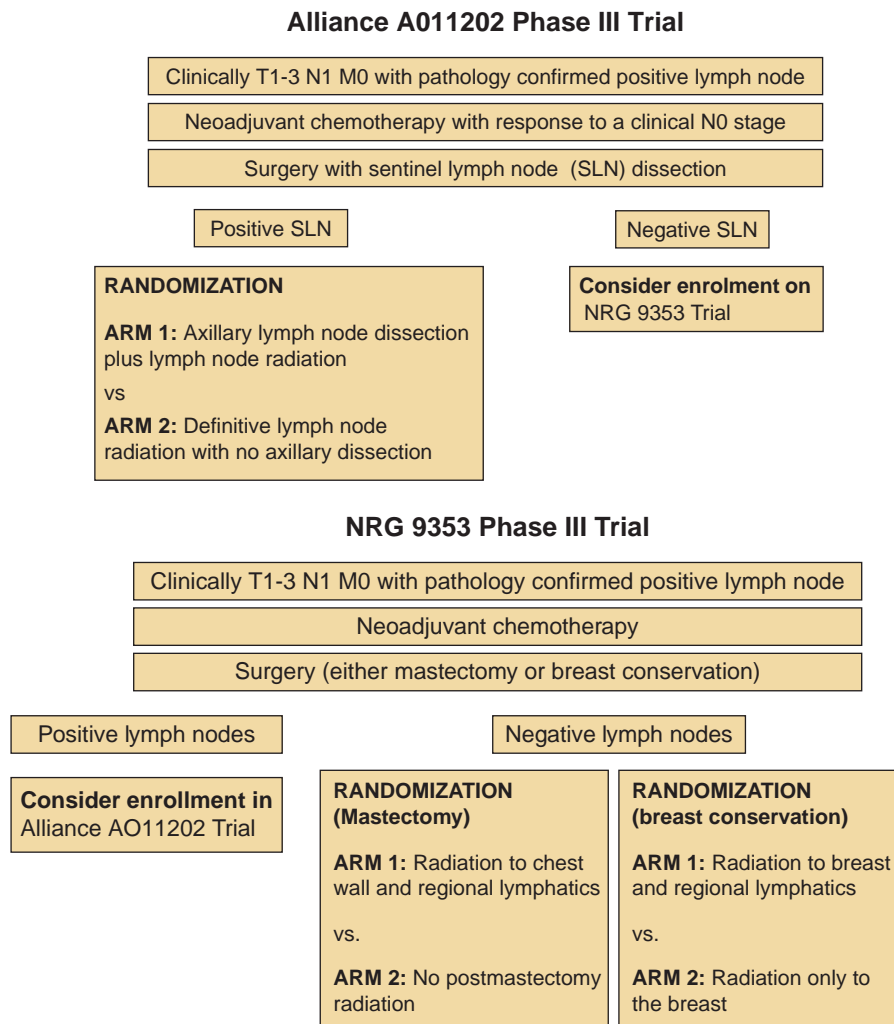 Alliance A011202 Phase III Trial
Clinically T1-3 N1 M0 with pathology confirmed positive lymph node
Neoadjuvant chemotherapy with response to a clinical N0 stage
Surgery with sentinel lymph node (SLN) dissection
Positive SLN
RANDOMIZATION
ARM 1: Axillary lymph node dissection
plus lymph node radiation
vs
ARM 2: Definitive lymph node
radiation with no axillary dissection
Negative SLN
Consider enrolment on
NRG 9353 Trial
NRG 9353 Phase III Trial
Clinically T1-3 N1 M0 with pathology confirmed positive lymph node
Neoadjuvant chemotherapy
Surgery (either mastectomy or breast conservation)
Positive lymph nodes
Consider enrollment in
Alliance AO11202 Trial
Negative lymph nodes
RANDOMIZATION
(Mastectomy)
ARM 1: Radiation to chest
wall and regional lymphatics
vs.
ARM 2: No postmastectomy
radiation
RANDOMIZATION
(breast conservation)
ARM 1: Radiation to breast
and regional lymphatics
vs.
ARM 2: Radiation only to
the breast